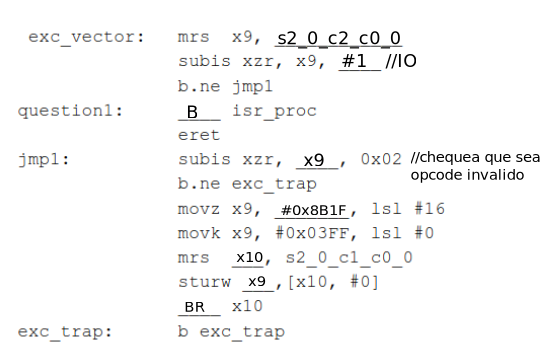 exc_vector: mrs x9, s2_0_c2_c0_0
subis xzr, x9, #1 //IO
b.ne jmp1
question1: B isr_proc
eret
jmp1: subis xzr, x9, 0x02 //chequea que sea
opcode invalido
b.ne exc_trap
movz x9, #0x8B1F, lsl #16
movk x9, #0x03FF, lsl #0
mrs x10, s2_0_c1_c0_0
sturw x9,[x10, #0]
BR x10
exc_trap: b exc_trap